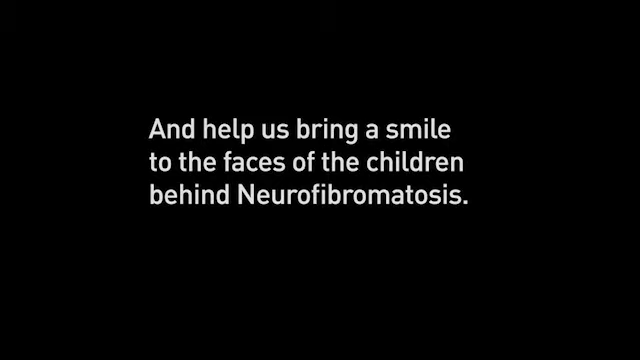 And help us bring a smile
to the faces of the children
behind Neurofibromatosis.